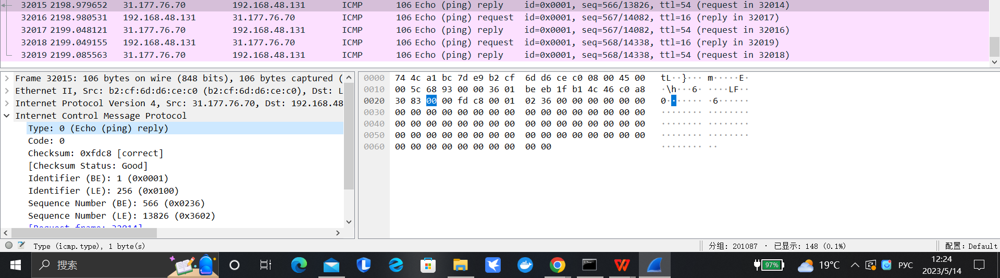 32015 2198.979652 31.177.76.70 192.168.48.131 ICMP 106 Echo (ping) reply id=0x0001, seq=566/13826, ttl=54 (request in 32014)
32016 2198.980531 192.168.48.131 31.177.76.70 ICMP 106 Echo (ping) request id=0x0001, seq=567/14082, ttl=16 (reply in 32017)
32017 2199.048121 31.177.76.70 192.168.48.131 ICMP 106 Echo (ping) reply id=0x0001, seq=567/14082, ttl=54 (request in 32016)
32018 2199.049155 192.168.48.131 31.177.76.70 ICMP 106 Echo (ping) request id=0x0001, seq=568/14338, ttl=16 (reply in 32019)
32019 2199.085563 31.177.76.70 192.168.48.131 ICMP 106 Echo (ping) reply id=0x0001, seq=568/14338, ttl=54 (request in 32018)
Frame 32015: 106 bytes on wire (848 bits), 106 bytes captured (
Ethernet II, Src: b2:cf:6d:d6:ce:c0 (b2:cf:6d:d6:ce:c0), Dst: L
Internet Protocol Version 4, Src: 31.177.76.70, Dst: 192.168.48
Internet Control Message Protocol
Type: 0 (Echo (ping) reply)
Code: 0
Checksum: 0xfdc8 [correct]
[Checksum Status: Good]
Identifier (BE): 1 (0x0001)
Identifier (LE): 256 (0x0100)
Sequence Number (BE): 566 (0x0236)
Sequence Number (LE): 13826 (0x3602)
[Request frame: 32014]
0000 74 4c a1 bc 7d e9 b2 cf 6d d6 ce c0 08 00 45 00 tL··}··· m·····E·
0010 00 5c 68 93 00 00 36 01 be eb 1f b1 4c 46 c0 a8 ·\h···6· ····LF··
0020 30 83 00 00 fd c8 00 01 02 36 00 00 00 00 00 00 0······· ·6······
0030 00 00 00 00 00 00 00 00 00 00 00 00 00 00 00 00 ········ ········
0040 00 00 00 00 00 00 00 00 00 00 00 00 00 00 00 00 ········ ········
0050 00 00 00 00 00 00 00 00 00 00 00 00 00 00 00 00 ········ ········
0060 00 00 00 00 00 00 00 00 00 00 ········ ··
Type (icmp.type), 1 byte(s)
分组: 201087 · 已显示: 148 (0.1%)
配置: Default
搜索
97%
19°C
РУС
12:24
2023/5/14